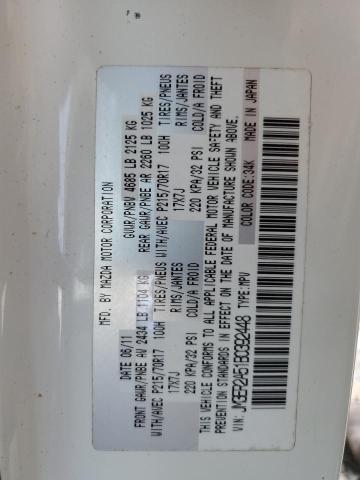 MFD. BY MAZDA MOTOR CORPORATION
DATE 06/11 GVWR/PNBV 4685 LB 2125 KG
FRONT GAWR/PNBE AV 2434 LB 1104 KG REAR GAWR/PNBE AR 2260 LB 1025 KG
WITH/AVEC P215/70R17 100H TIRES/PNEUS WITH/AVEC P215/70R17 100H TIRES/PNEUS
17X7J RIMS/JANTES 17X7J RIMS/JANTES
220 KPA/32 PSI COLD/A FROID 220 KPA/32 PSI COLD/A FROID
THIS VEHICLE CONFORMS TO ALL APPLICABLE FEDERAL MOTOR VEHICLE SAFETY AND THEFT
PREVENTION STANDARDS IN EFFECT ON THE DATE OF MANUFACTURE SHOWN ABOVE.
VIN: JM3ER2A51B0392448 COLOR CODE:34K
TYPE:MPV MADE IN JAPAN